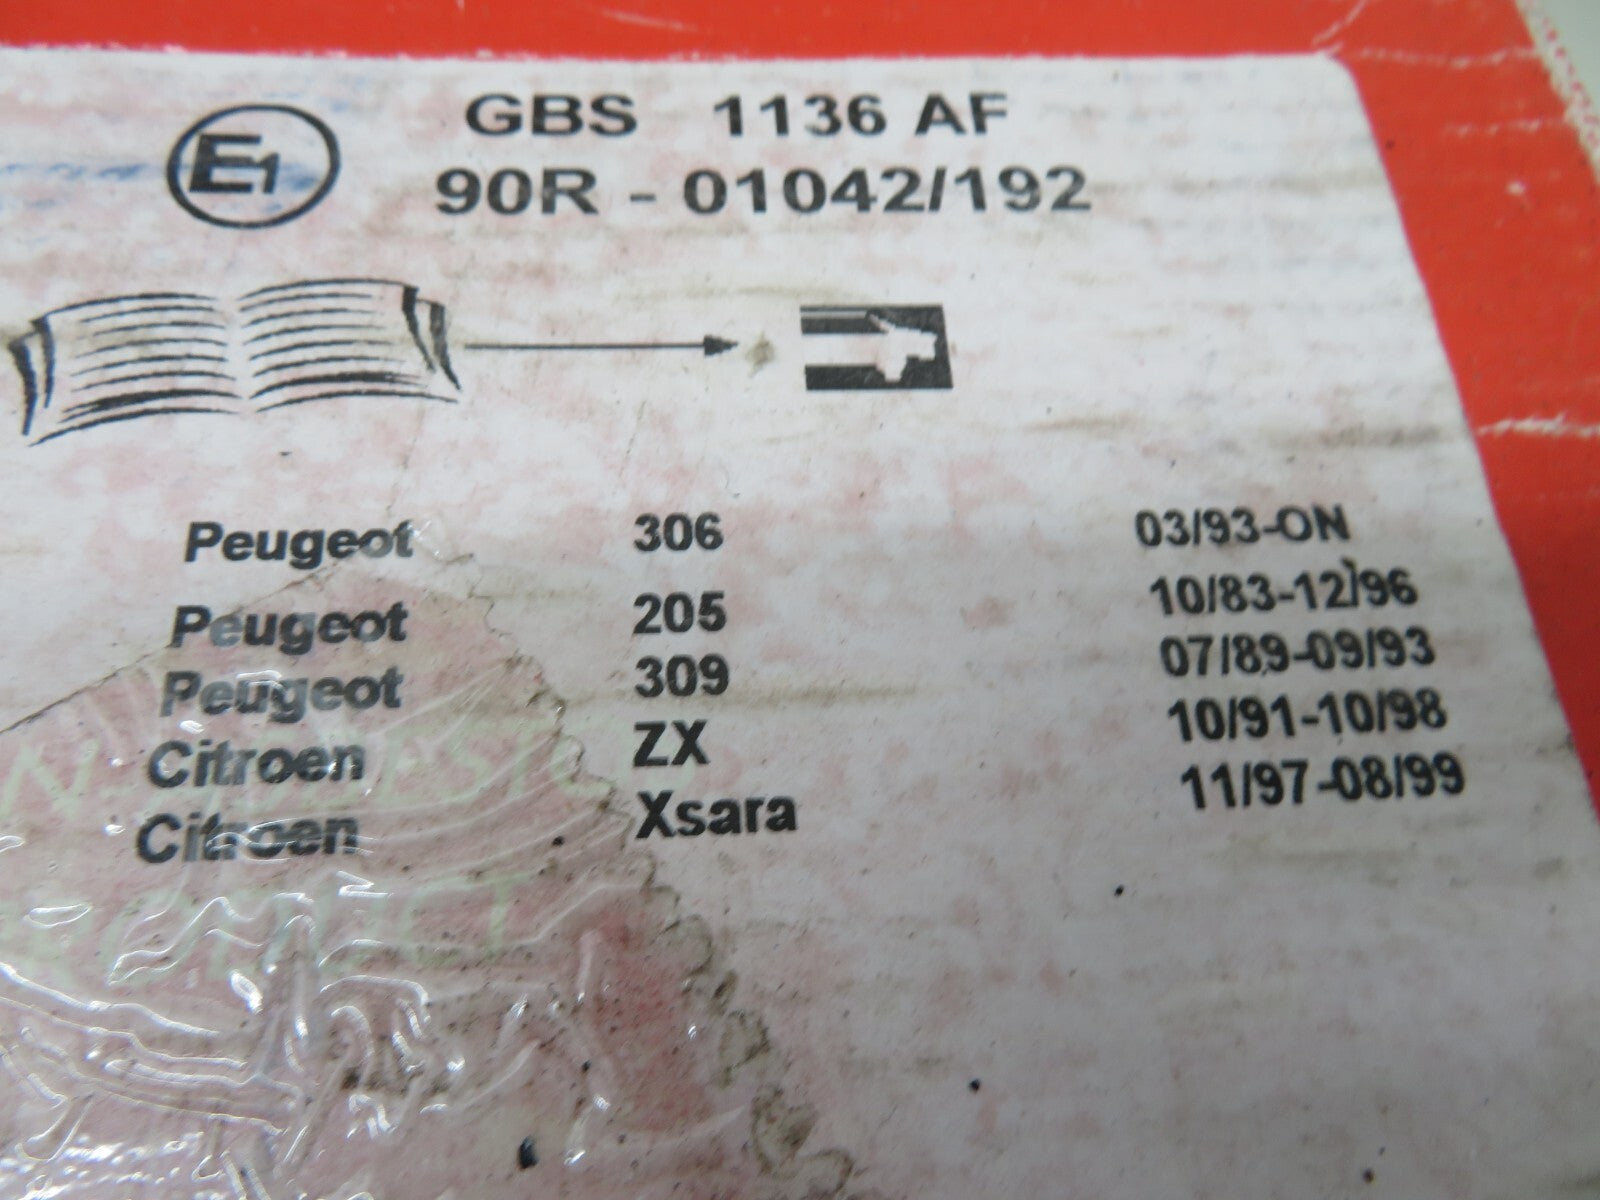 E1
GBS 1136 AF
90R - 01042/192
Peugeot 306 03/93-ON
Peugeot 205 10/83-12/96
Peugeot 309 07/89-09/93
Citroen ZX 10/91-10/98
Citroen Xsara 11/97-08/99